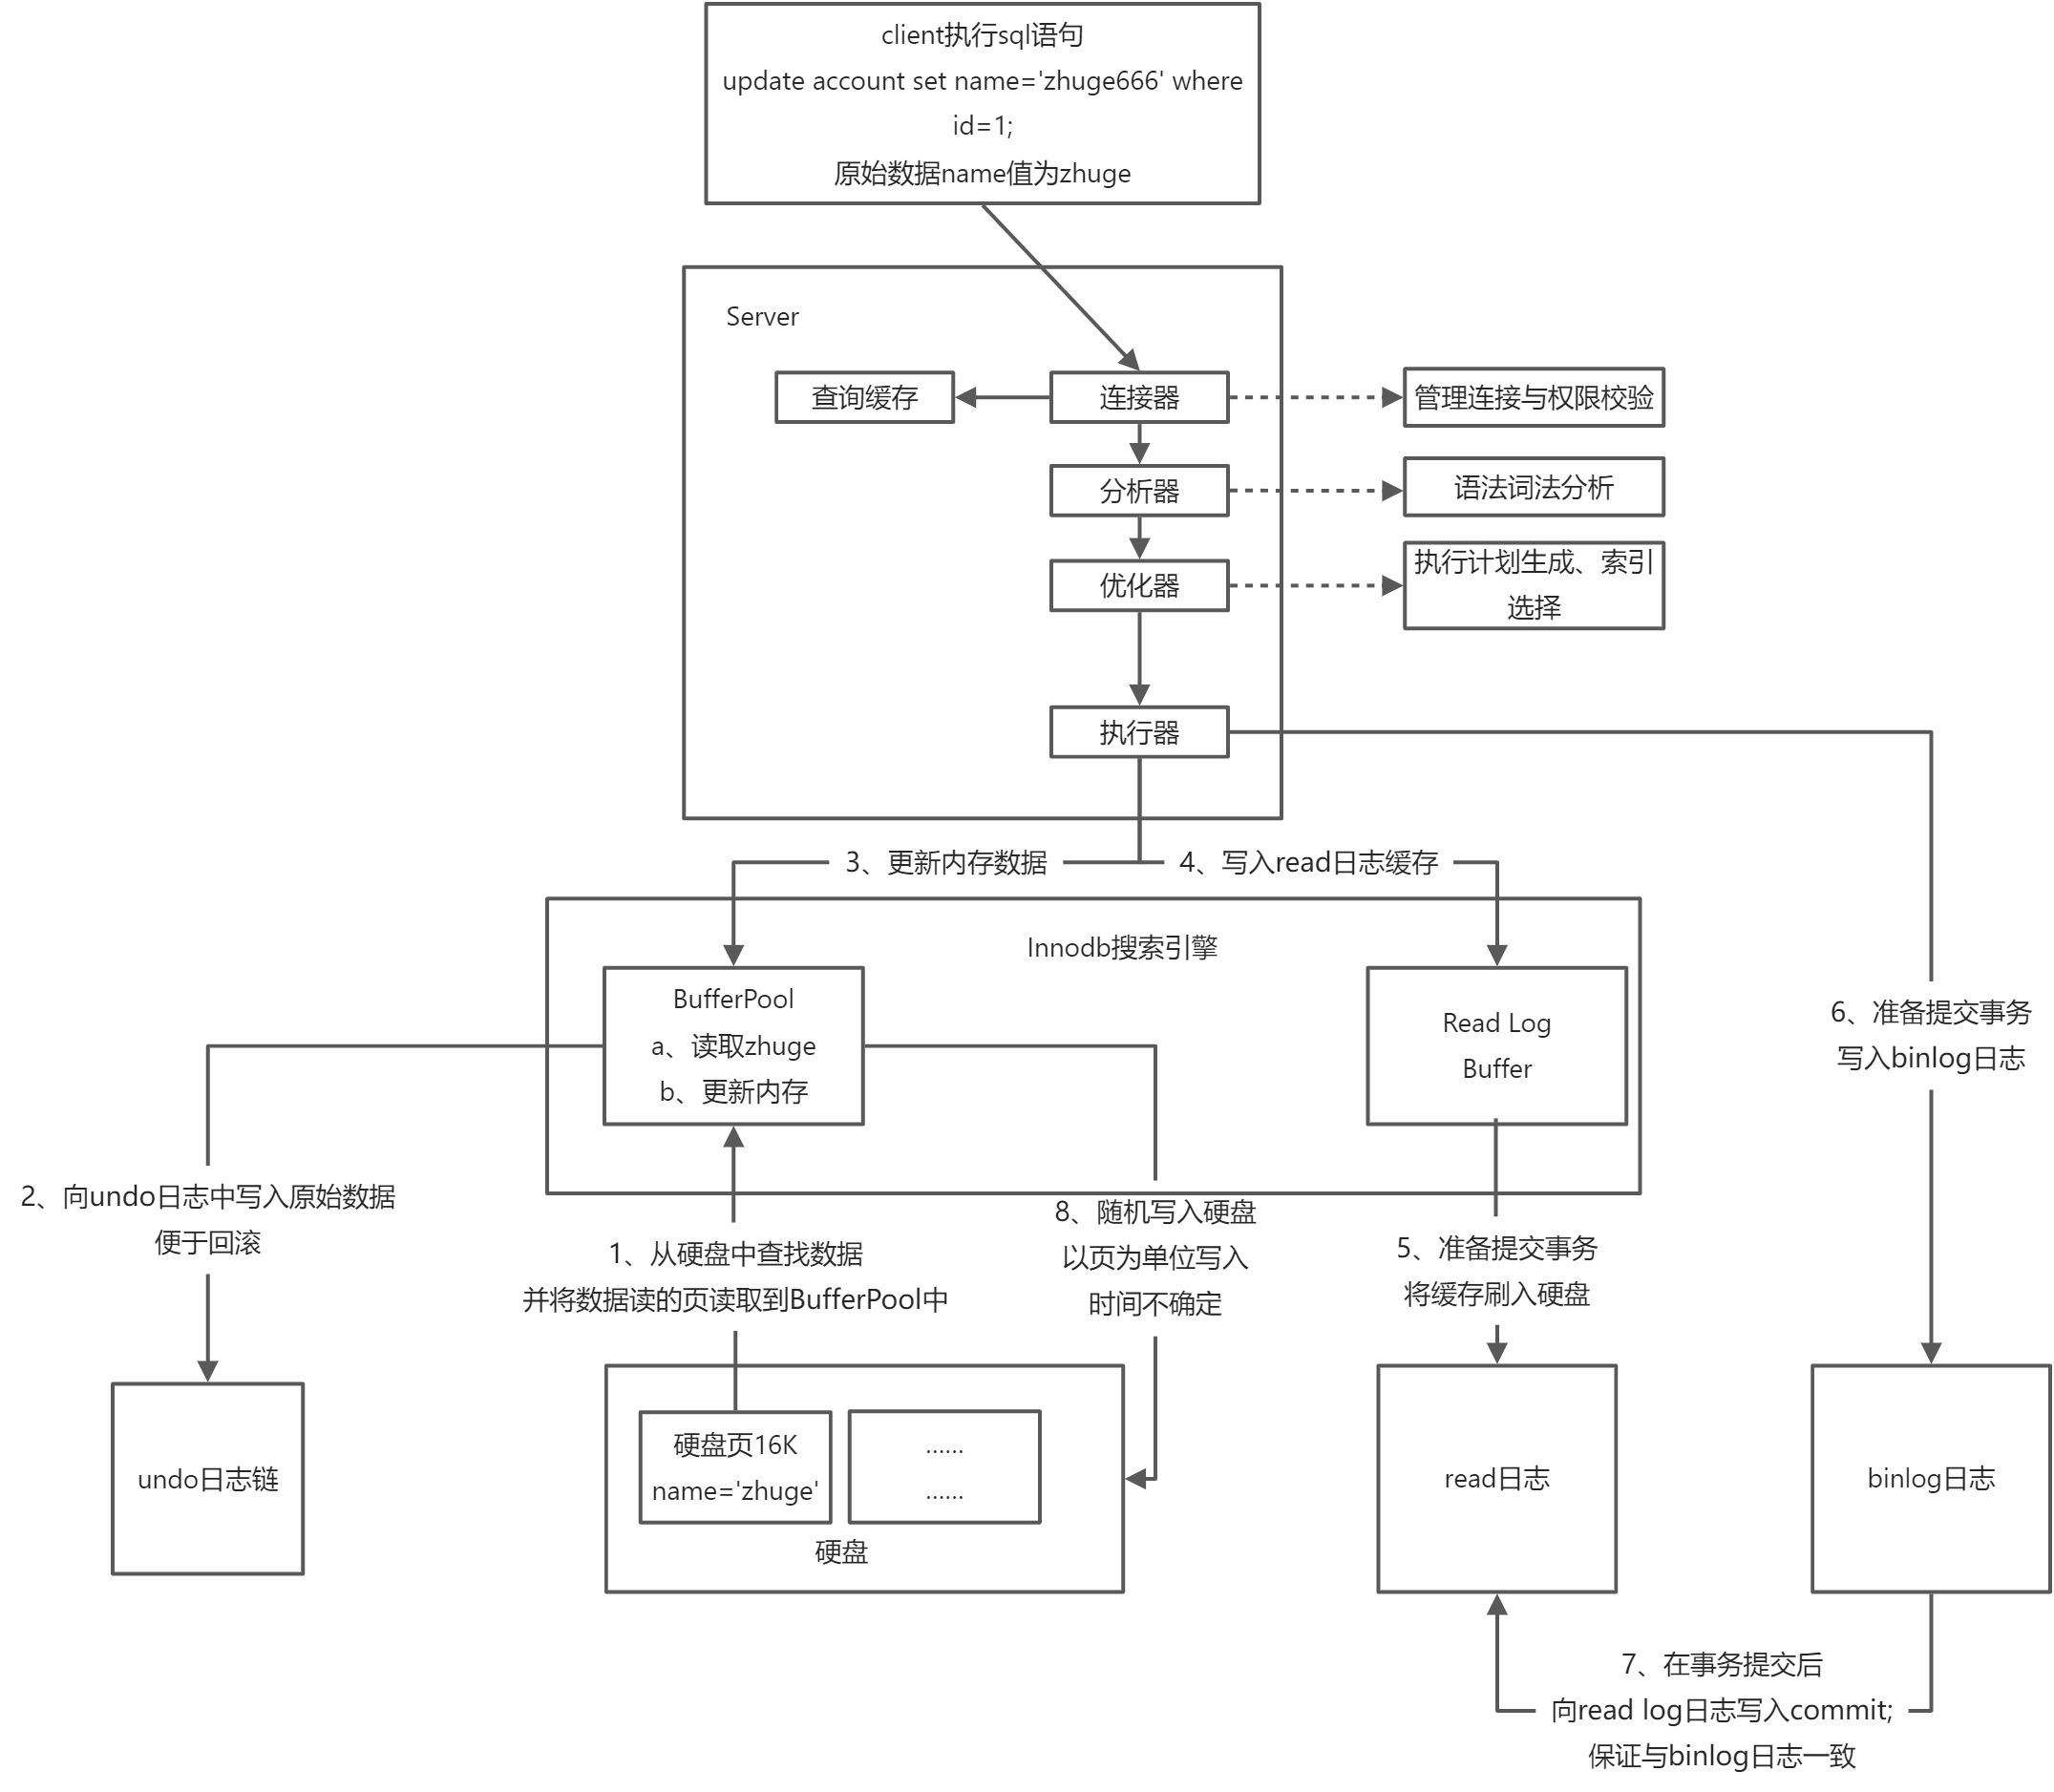 client执行sql语句
update account set name='zhuge666' where
id=1;
原始数据name值为zhuge
Server
查询缓存
连接器
管理连接与权限校验
分析器
语法词法分析
优化器
执行计划生成、索引
选择
执行器
3、更新内存数据
4、写入read日志缓存
Innodb搜索引擎
BufferPool
a、读取zhuge
b、更新内存
Read Log
Buffer
6、准备提交事务
写入binlog日志
2、向undo日志中写入原始数据
便于回滚
1、从硬盘中查找数据
并将数据读的页读取到BufferPool中
8、随机写入硬盘
以页为单位写入
时间不确定
5、准备提交事务
将缓存刷入硬盘
undo日志链
硬盘页16K
name='zhuge'
......
......
硬盘
read日志
binlog日志
7、在事务提交后
向read log日志写入commit;
保证与binlog日志一致